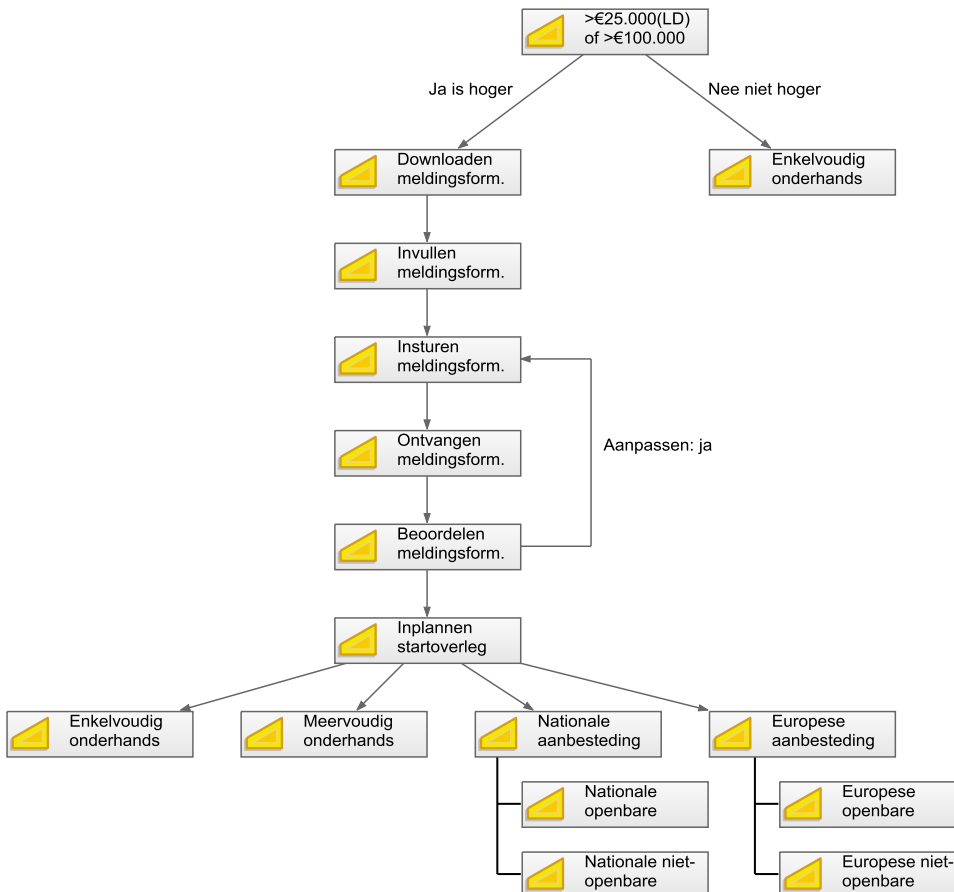 >€25.000(LD)
of >€100.000
Ja is hoger
Nee niet hoger
Downloaden
meldingsform.
Enkelvoudig
onderhands
Invullen
meldingsform.
Insturen
meldingsform.
Aanpassen: ja
Ontvangen
meldingsform.
Beoordelen
meldingsform.
Inplannen
startoverleg
Enkelvoudig
onderhands
Meervoudig
onderhands
Nationale
aanbesteding
Europese
aanbesteding
Nationale
openbare
Europese
openbare
Nationale niet-
openbare
Europese niet-
openbare